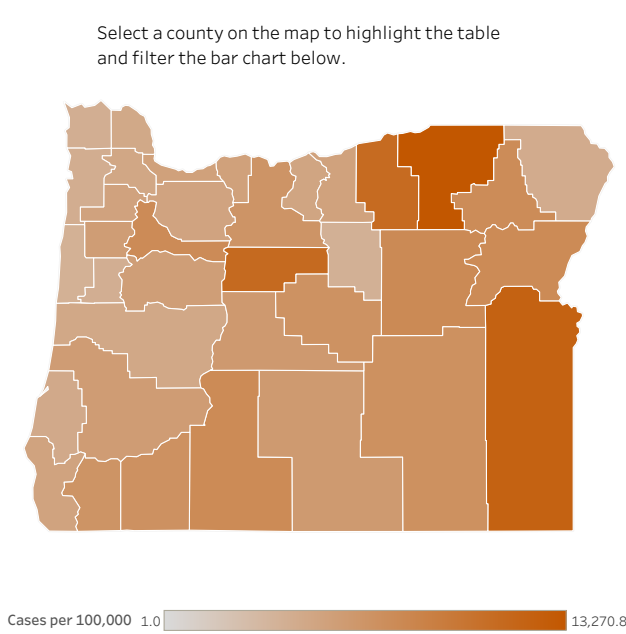 Select a county on the map to highlight the table
and filter the bar chart below.
Cases per 100,000 1.0 13,270.8